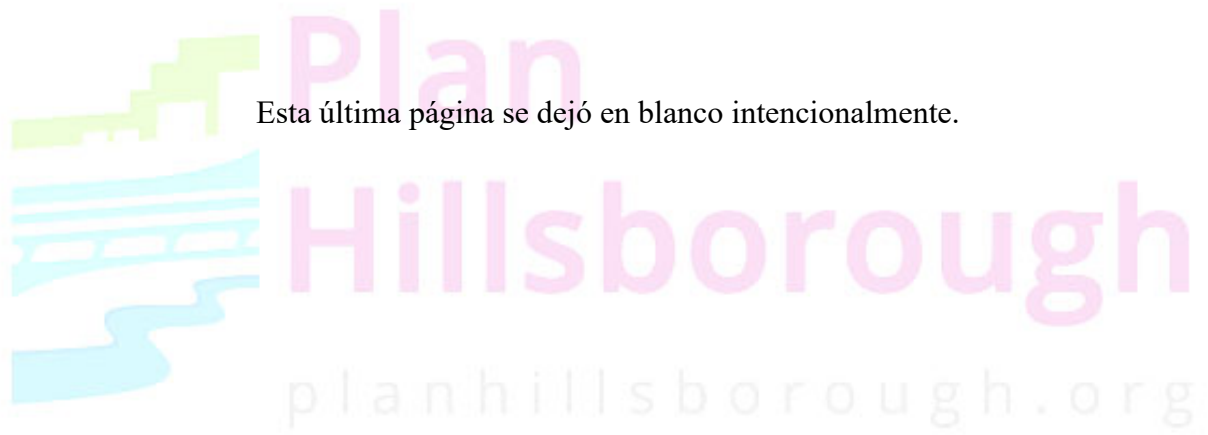 Plan
Esta última página se dejó en blanco intencionalmente.
Hillsborough
planhillsborough.org